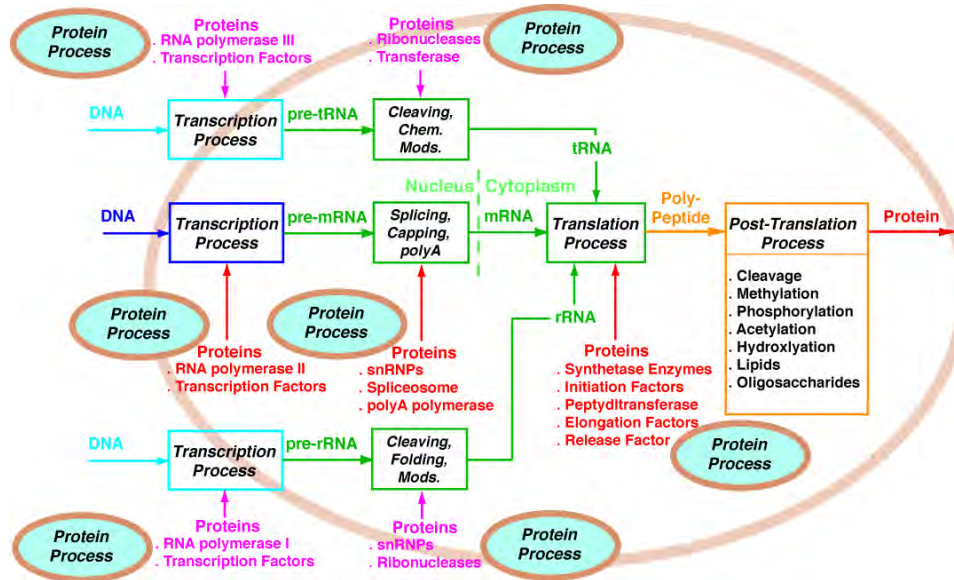 Protein
Process
Proteins
. RNA polymerase III
. Transcription Factors
Proteins
. Ribonucleases
. Transferase
Protein
Process
DNA
Transcription
Process
pre-tRNA
Cleaving,
Chem.
Mods.
tRNA
Nucleus
Cytoplasm
DNA
Transcription
Process
pre-mRNA
Splicing,
Capping,
polyA
mRNA
Translation
Process
Poly-
Peptide
Post-Translation
Process
Protein
. Cleavage
. Methylation
. Phosphorylation
. Acetylation
. Hydroxlyation
. Lipids
. Oligosaccharides
Protein
Process
Protein
Process
rRNA
Proteins
. RNA polymerase II
. Transcription Factors
Proteins
. snRNPs
. Spliceosome
. polyA polymerase
Proteins
. Synthetase Enzymes
. Initiation Factors
. Peptydltransferase
. Elongation Factors
. Release Factor
Protein
Process
DNA
Transcription
Process
pre-rRNA
Cleaving,
Folding,
Mods.
Protein
Process
Proteins
. RNA polymerase I
. Transcription Factors
Proteins
. snRNPs
. Ribonucleases
Protein
Process